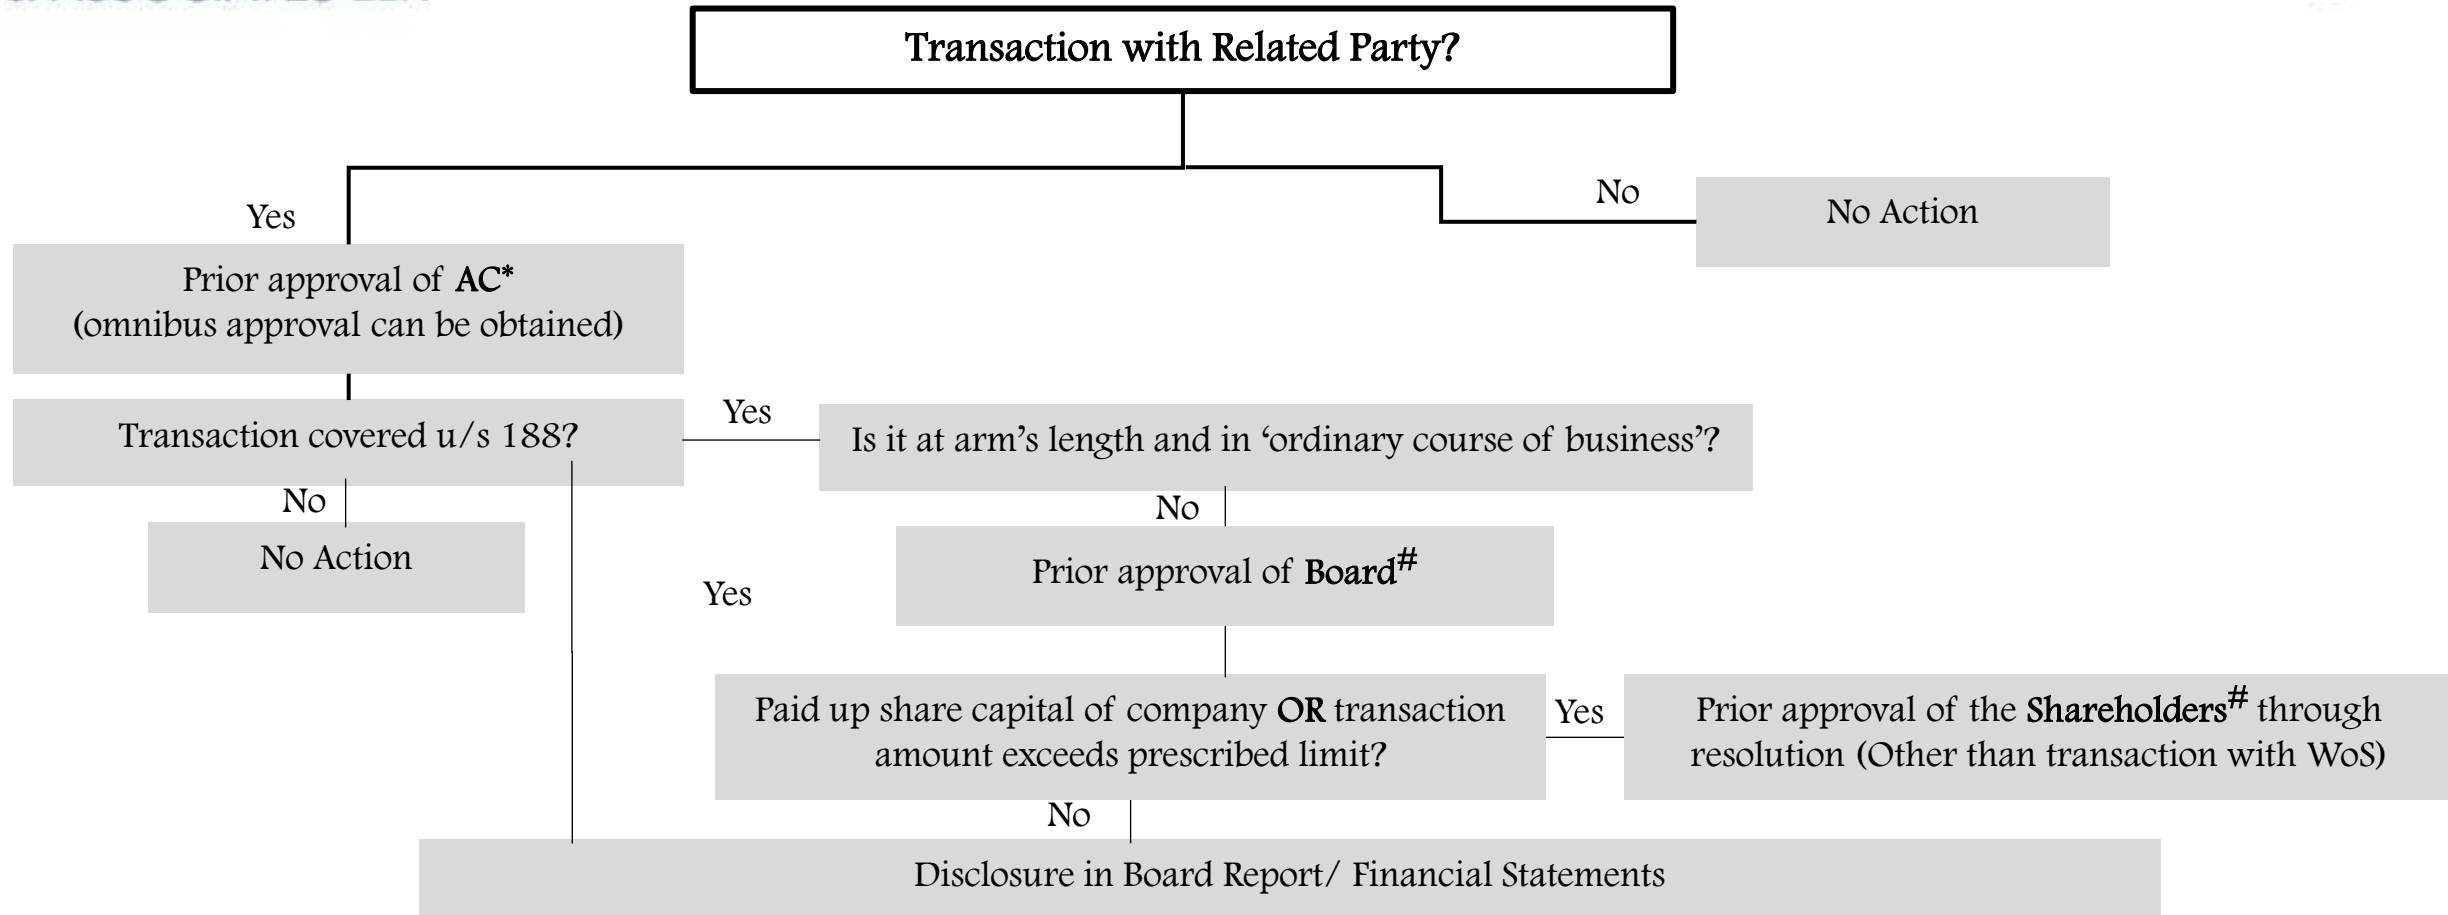 Transaction with Related Party?
No
No Action
Yes
Prior approval of AC*
(omnibus approval can be obtained)
Transaction covered u/s 188?
Yes
Is it at arm’s length and in ‘ordinary course of business’?
No
No Action
No
Prior approval of Board#
Yes
Paid up share capital of company OR transaction
amount exceeds prescribed limit?
Yes
Prior approval of the Shareholders# through
resolution (Other than transaction with WoS)
No
Disclosure in Board Report/ Financial Statements